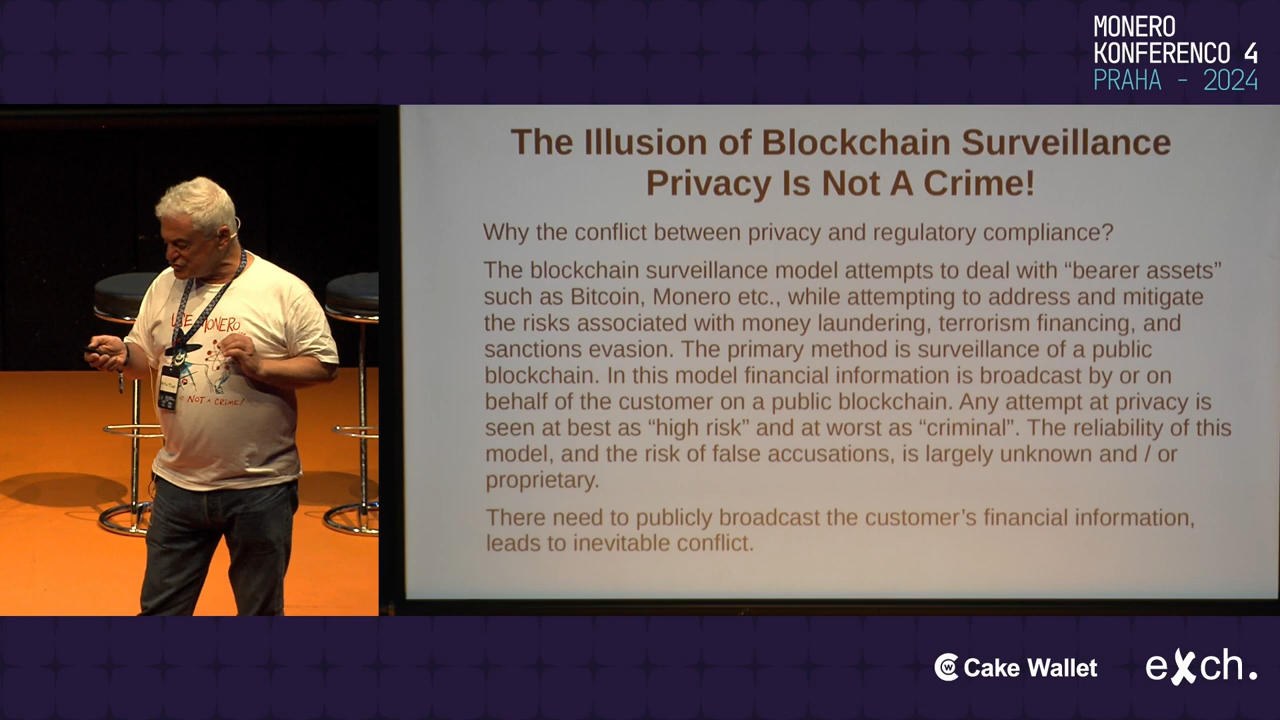 MONERO
KONFERENCO 4
PRAHA - 2024
The Illusion of Blockchain Surveillance
Privacy Is Not A Crime!
Why the conflict between privacy and regulatory compliance?
The blockchain surveillance model attempts to deal with “bearer assets”
such as Bitcoin, Monero etc., while attempting to address and mitigate
the risks associated with money laundering, terrorism financing, and
sanctions evasion. The primary method is surveillance of a public
blockchain. In this model financial information is broadcast by or on
behalf of the customer on a public blockchain. Any attempt at privacy is
seen at best as “high risk” and at worst as “criminal”. The reliability of this
model, and the risk of false accusations, is largely unknown and / or
proprietary.
There need to publicly broadcast the customer’s financial information,
leads to inevitable conflict.
MONERO
NOT A CRIME!
Cake Wallet
eXch.